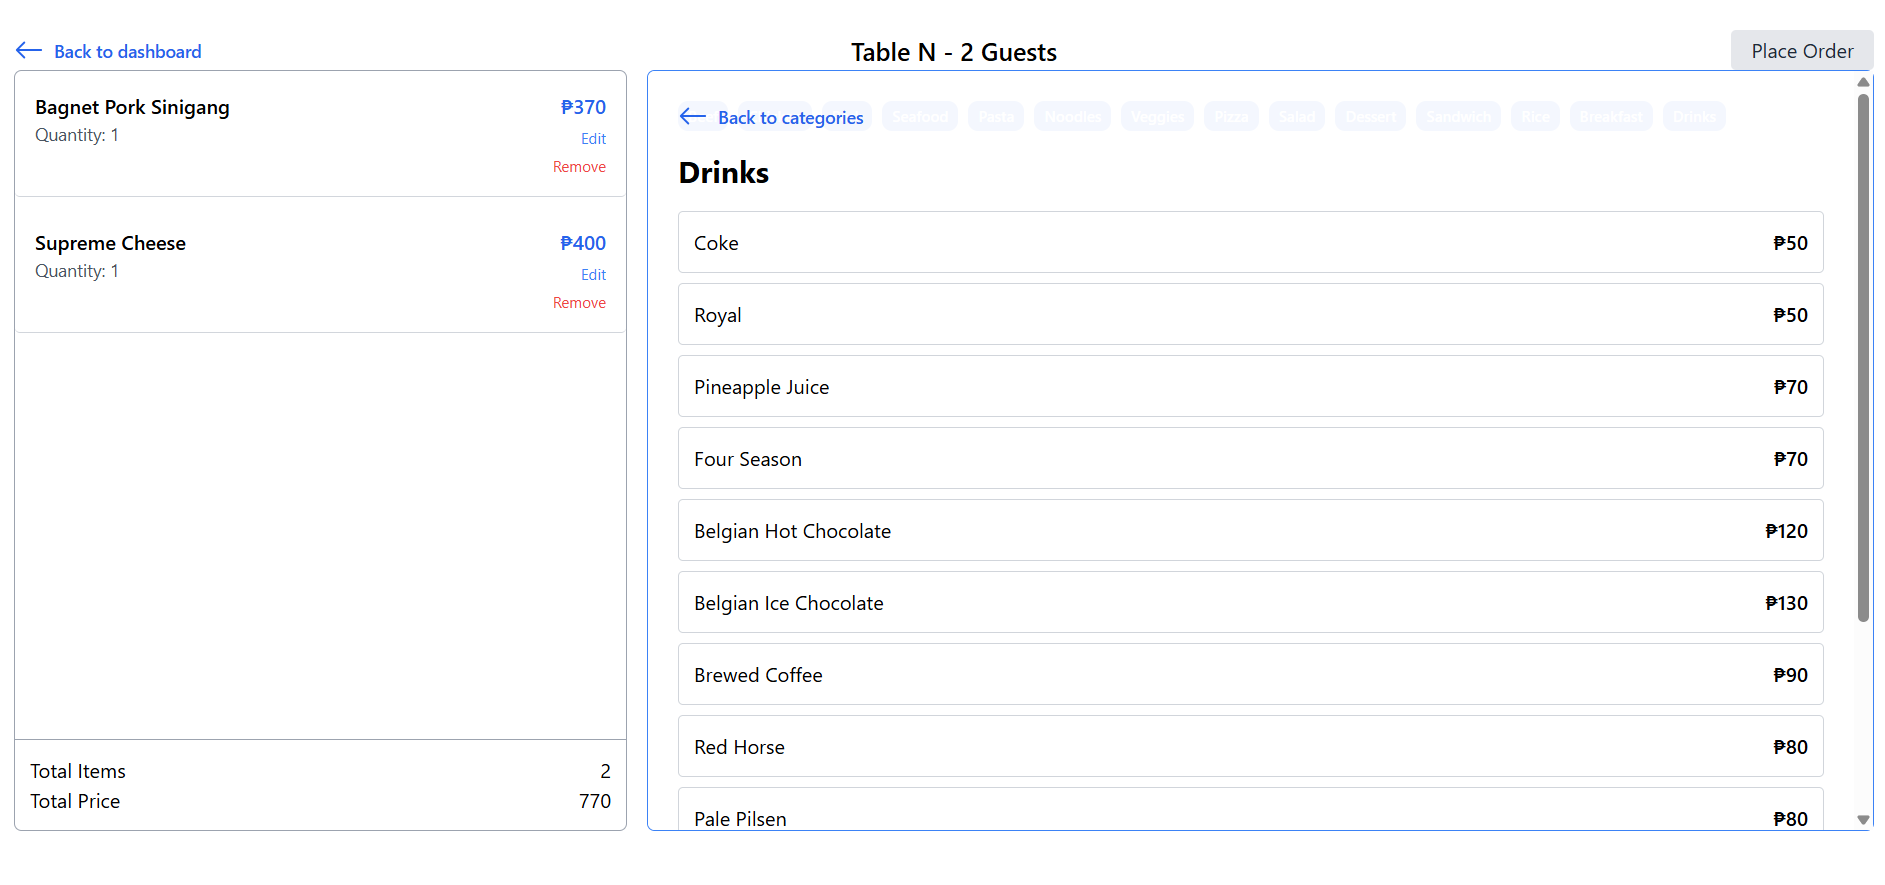 Back to dashboard
Table N - 2 Guests
Place Order
Bagnet Pork Sinigang
₱370
Quantity: 1
Edit
Remove
Supreme Cheese
₱400
Quantity: 1
Edit
Remove
Total Items
2
Total Price
770
Back to categories
Seafood
Pasta
Noodles
Veggies
Pizza
Salad
Dessert
Sandwich
Rice
Breakfast
Drinks
Drinks
Coke
₱50
Royal
₱50
Pineapple Juice
₱70
Four Season
₱70
Belgian Hot Chocolate
₱120
Belgian Ice Chocolate
₱130
Brewed Coffee
₱90
Red Horse
₱80
Pale Pilsen
₱80